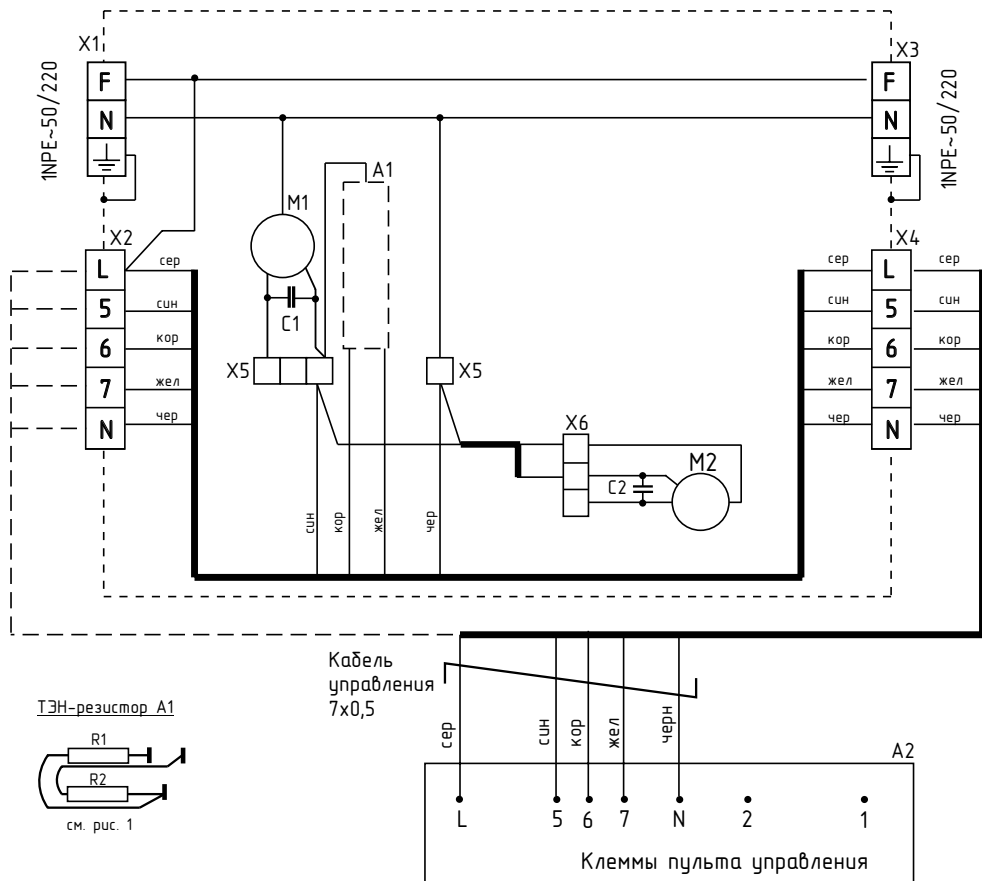 X1
X3
F
F
1NPE~50/220
N
N
1NPE~50/220
A1
M1
X2
X4
L
сер
сер
L
сер
5
син
син
5
син
C1
6
кор
кор
6
кор
X5
X5
7
жел
жел
7
жел
N
чер
чер
N
чер
X6
M2
C2
син
кор
жел
чер
Кабель
управления
7x0,5
ТЭН-резистор А1
R1
R2
см. рис. 1
сер
син
кор
жел
черн
A2
L
5
6
7
N
2
1
Клеммы пульта управления